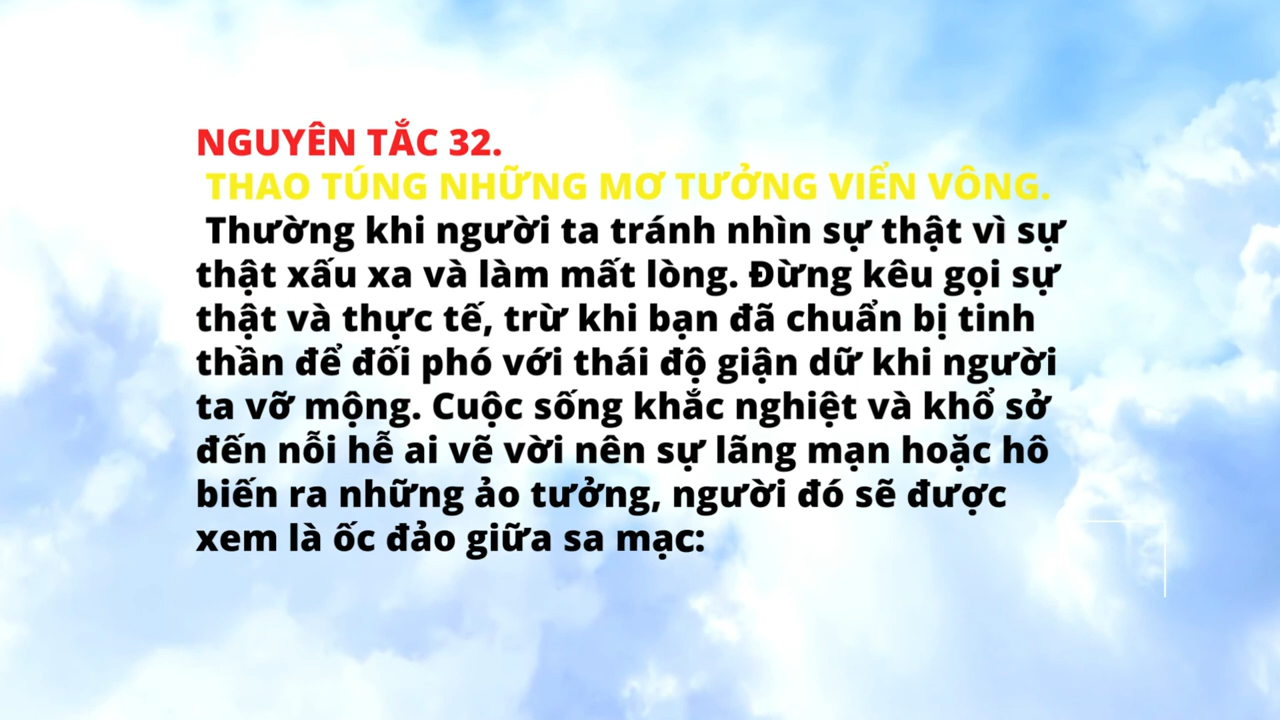 NGUYÊN TẮC 32.
THAO TÚNG NHỮNG MƠ TƯỞNG VIỂN VÔNG.
Thường khi người ta tránh nhìn sự thật vì sự
thật xấu xa và làm mất lòng. Đừng kêu gọi sự
thật và thực tế, trừ khi bạn đã chuẩn bị tinh
thần để đối phó với thái độ giận dữ khi người
ta vỡ mộng. Cuộc sống khắc nghiệt và khổ sở
đến nỗi hễ ai vẽ vời nên sự lãng mạn hoặc hô
biến ra những ảo tưởng, người đó sẽ được
xem là ốc đảo giữa sa mạc: